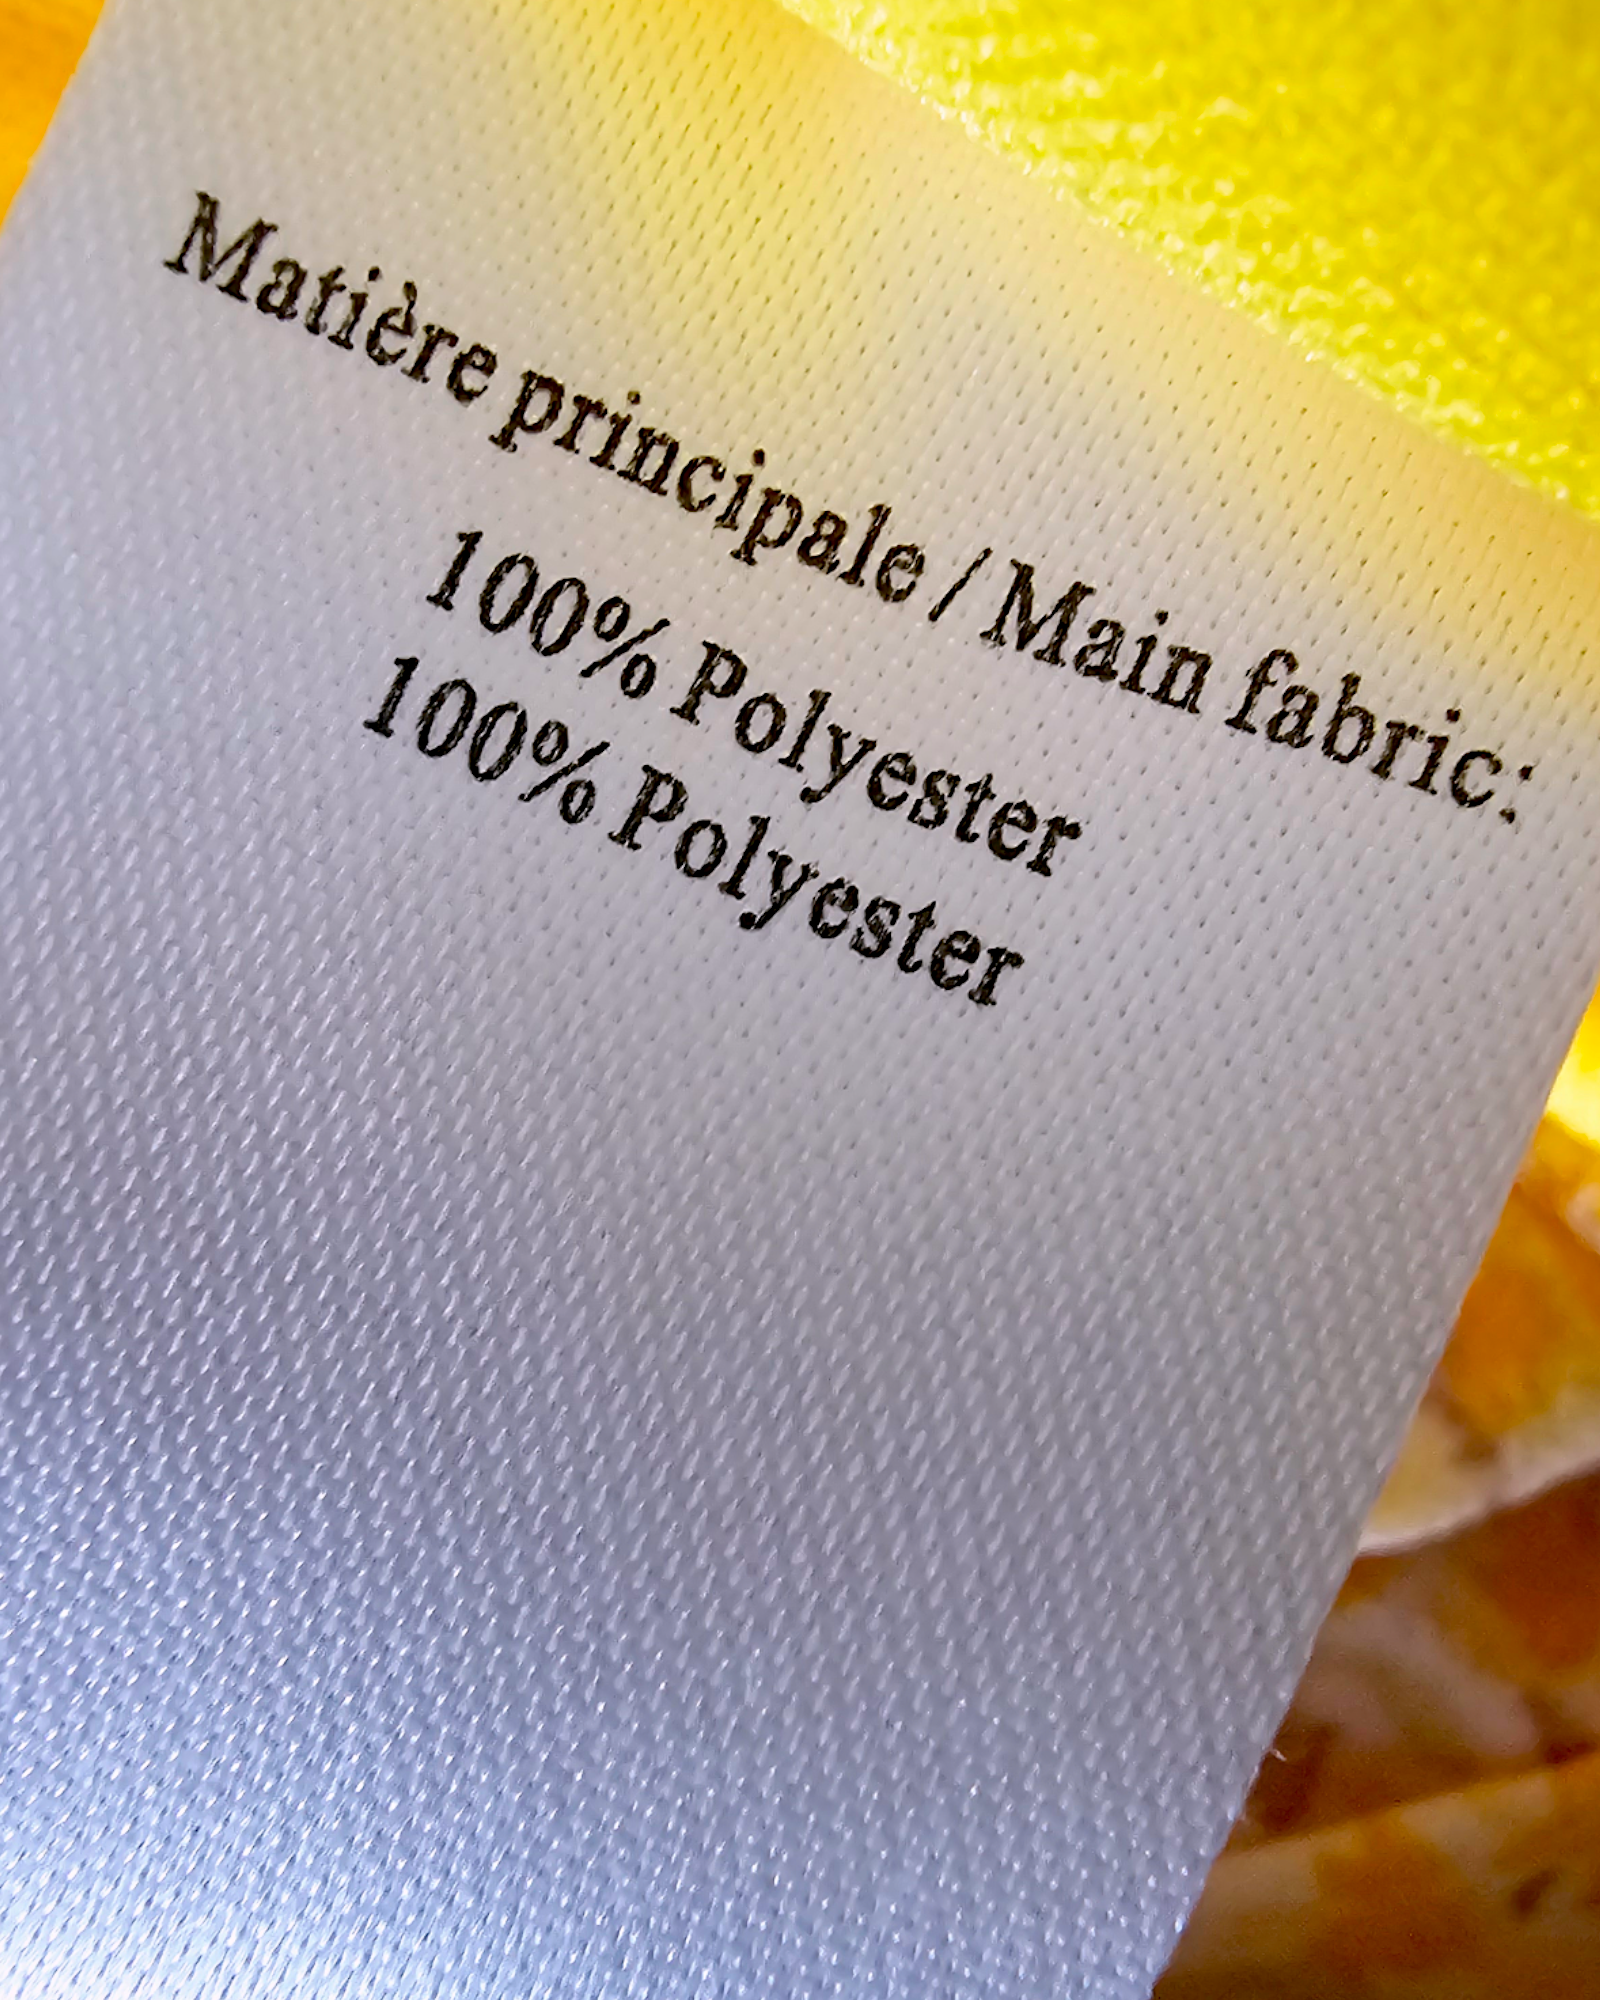 Matière principale / Main fabric:
100% Polyester
100% Polyester